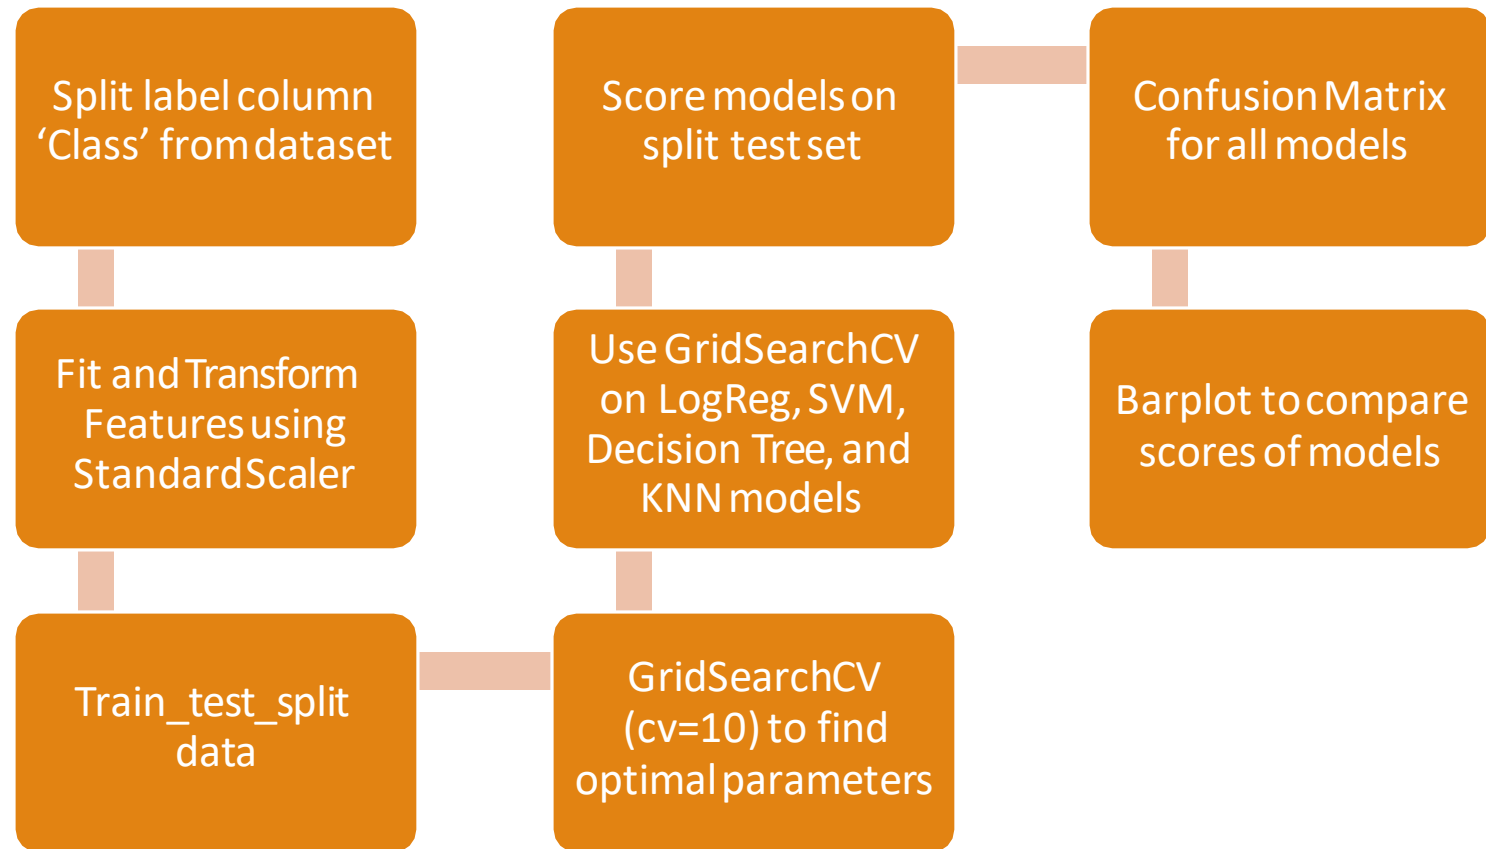 Split label column
‘Class’ from dataset
Fit and Transform
Features using
StandardScaler
Train_test_split
data
GridSearchCV
(cv=10) to find
optimal parameters
Use GridSearchCV
on LogReg, SVM,
Decision Tree, and
KNN models
Score models on
split test set
Confusion Matrix
for all models
Barplot to compare
scores of models